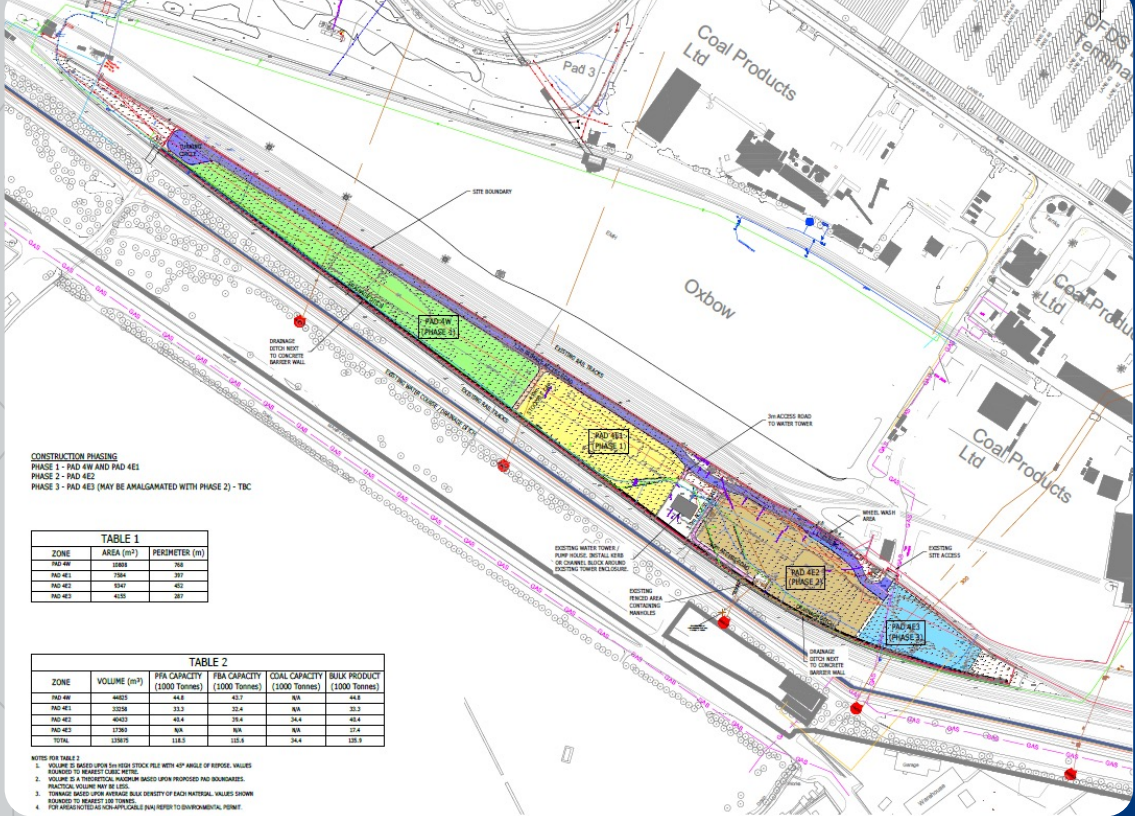 Coal Products
Ltd
DFDS
Pad 3
SITE BOUNDARY
Oxbow
Coal Products
Ltd
Coal Products
Ltd
Tanks
PAD 4W
(PHASE 1)
DRAINAGE
DITCH NEXT
TO CONCRETE
BARRIER WALL
EXISTING RAIL TRACKS
EXISTING WATER COURSE / DRAINAGE DITCH
EXISTING RAIL TRACKS
PAD 4E1
(PHASE 1)
3m ACCESS ROAD
TO WATER TOWER
WHEEL WASH
AREA
EXISTING
SITE ACCESS
EXISTING WATER TOWER /
PUMP HOUSE. INSTALL KERB
OR CHANNEL BLOCK AROUND
EXISTING TOWER ENCLOSURE.
PAD 4E2
(PHASE 2)
EXISTING
FENCED AREA
CONTAINING
MANHOLES
PAD 4E3
(PHASE 3)
DRAINAGE
DITCH NEXT
TO CONCRETE
BARRIER WALL
GAS
Garage
Warehouse
CONSTRUCTION PHASING
PHASE 1 - PAD 4W AND PAD 4E1
PHASE 2 - PAD 4E2
PHASE 3 - PAD 4E3 (MAY BE AMALGAMATED WITH PHASE 2) - TBC
TABLE 1
ZONE AREA (m²) PERIMETER (m)
PAD 4W 768
PAD 4E1 7584 397
PAD 4E2 9347 452
PAD 4E3 4155 287
TABLE 2
ZONE VOLUME (m³) PFA CAPACITY (1000 Tonnes) FBA CAPACITY (1000 Tonnes) COAL CAPACITY (1000 Tonnes) BULK PRODUCT (1000 Tonnes)
PAD 4W 44825 44.8 43.7 N/A 44.8
PAD 4E1 33258 33.3 32.4 N/A 33.3
PAD 4E2 40433 40.4 39.4 34.4 40.4
PAD 4E3 17360 N/A N/A N/A 17.4
TOTAL 118.5 115.6 34.4 135.9
NOTES FOR TABLE 2
1. VOLUME IS BASED UPON 5m HIGH STOCK PILE WITH 45° ANGLE OF REPOSE. VALUES
ROUNDED TO NEAREST CUBIC METRE.
2. VOLUME IS A THEORETICAL MAXIMUM BASED UPON PROPOSED PAD BOUNDARIES.
PRACTICAL VOLUME MAY BE LESS.
3. TONNAGE BASED UPON AVERAGE BULK DENSITY OF EACH MATERIAL. VALUES SHOWN
ROUNDED TO NEAREST 100 TONNES.
4. FOR AREAS NOTED AS NON-APPLICABLE (N/A) REFER TO ENVIRONMENTAL PERMIT.